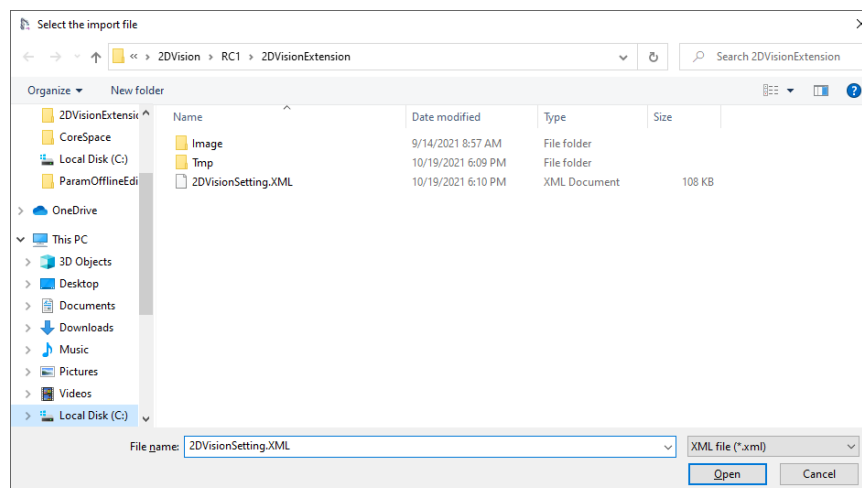 Select the import file
« > 2DVision > RC1 > 2DVisionExtension
Search 2DVisionExtension
Organize
New folder
2DVisionExtensic
CoreSpace
Local Disk (C:)
ParamOfflineEdi
OneDrive
This PC
3D Objects
Desktop
Documents
Downloads
Music
Pictures
Videos
Local Disk (C:)
Name Date modified Type Size
Image 9/14/2021 8:57 AM File folder
Tmp 10/19/2021 6:09 PM File folder
2DVisionSetting.XML 10/19/2021 6:10 PM XML Document 108 KB
File name: 2DVisionSetting.XML
XML file (*.xml)
Open Cancel